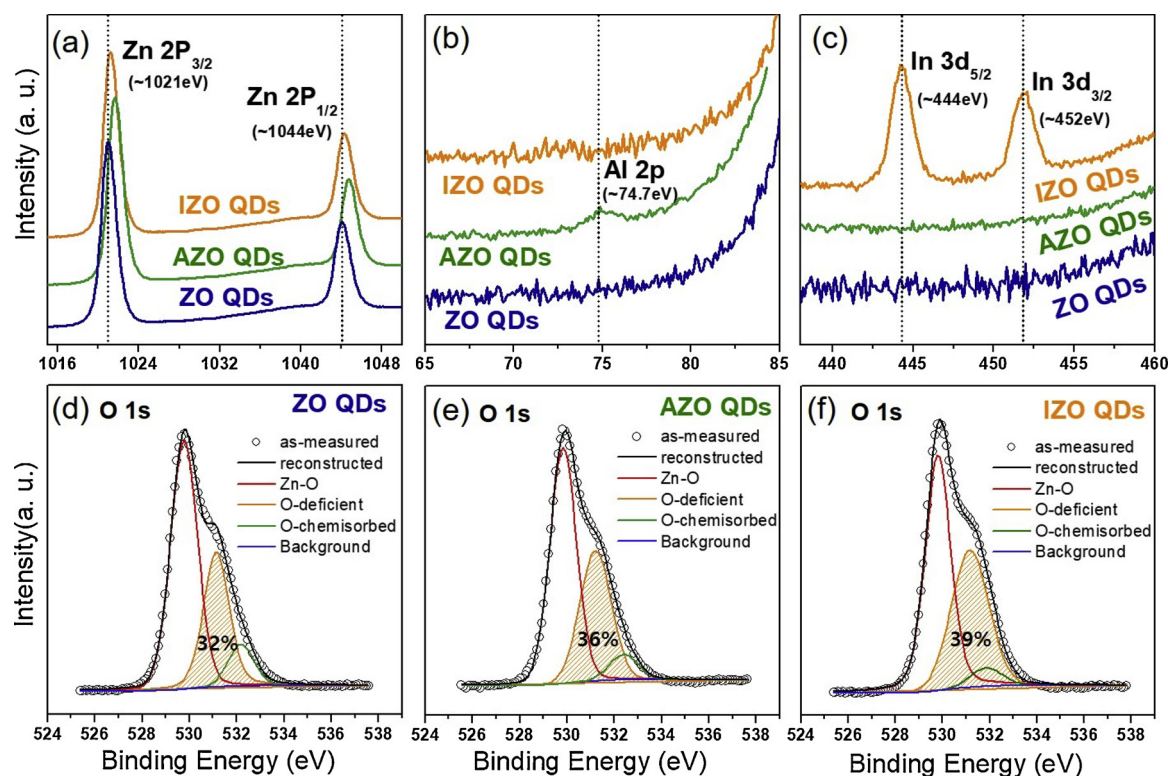 (a)
Zn 2P3/2
(~1021eV)
Zn 2P1/2
(~1044eV)
IZO QDs
AZO QDs
ZO QDs
Intensity (a. u.)
1016 1024 1032 1040 1048
(b)
IZO QDs
Al 2p
(~74.7eV)
AZO QDs
ZO QDs
65 70 75 80 85
(c)
In 3d5/2
(~444eV)
In 3d3/2
(~452eV)
IZO QDs
AZO QDs
ZO QDs
440 445 450 455 460
(d) O 1s ZO QDs
as-measured
reconstructed
Zn-O
O-deficient
O-chemisorbed
Background
32%
Intensity(a. u.)
524 526 528 530 532 534 536 538
Binding Energy (eV)
(e) O 1s AZO QDs
as-measured
reconstructed
Zn-O
O-deficient
O-chemisorbed
Background
36%
524 526 528 530 532 534 536 538
Binding Energy (eV)
(f) O 1s IZO QDs
as-measured
reconstructed
Zn-O
O-deficient
O-chemisorbed
Background
39%
524 526 528 530 532 534 536 538
Binding Energy (eV)